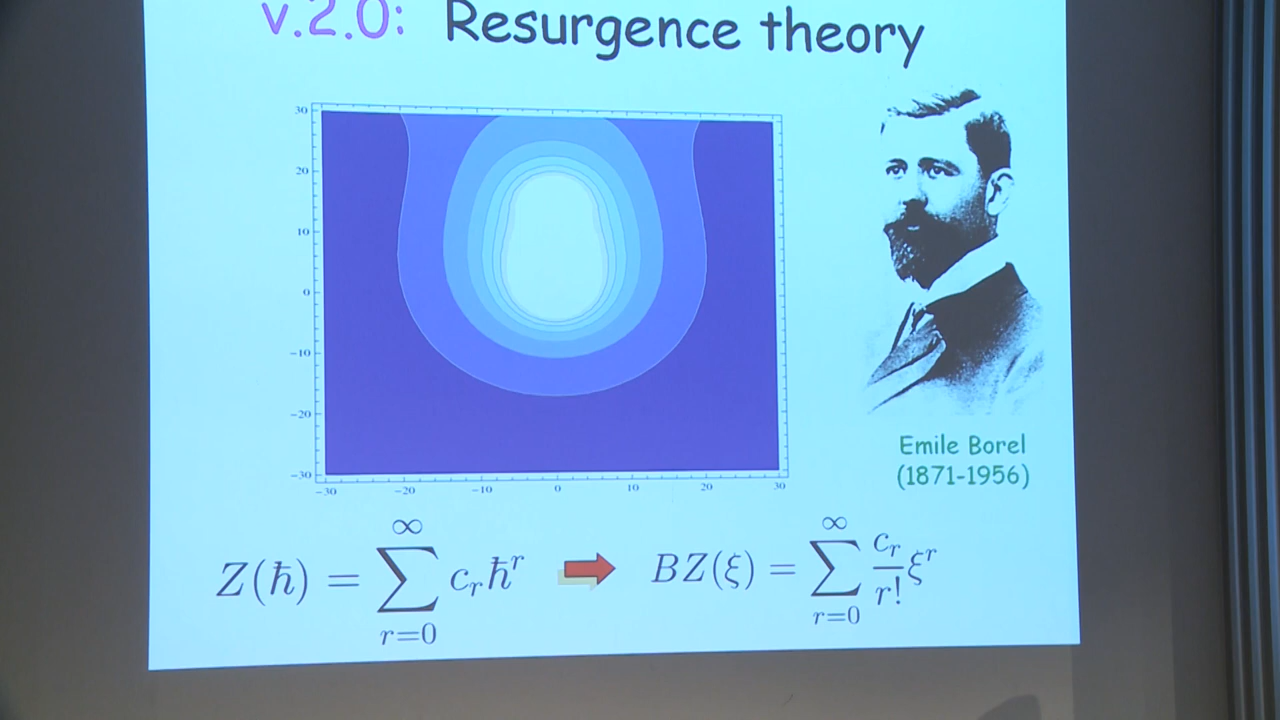 v.2.0: Resurgence theory
30
20
10
0
−10
−20
−30
−30 −20 −10 0 10 20 30
Emile Borel
(1871-1956)
Z(ℏ) = ∑_{r=0}^{∞} c_r ℏ^r ➡ BZ(ξ) = ∑_{r=0}^{∞} c_r/r! ξ^r